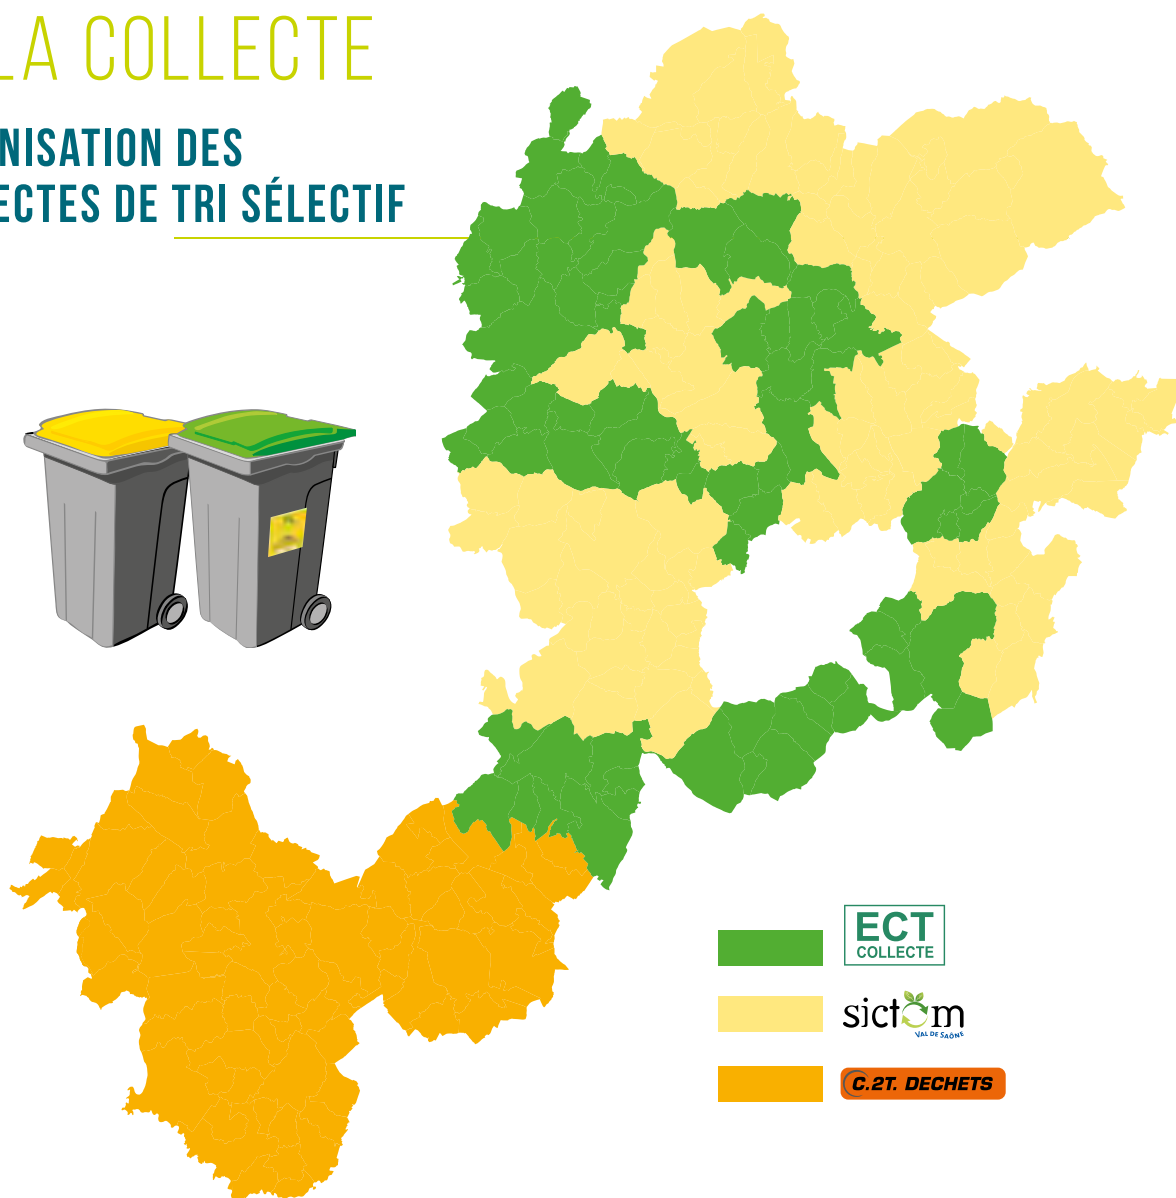 LA COLLECTE
NISATION DES
ECTES DE TRI SÉLECTIF
ECT
COLLECTE
sictom
VAL DE SAÔNE
C.2T. DECHETS